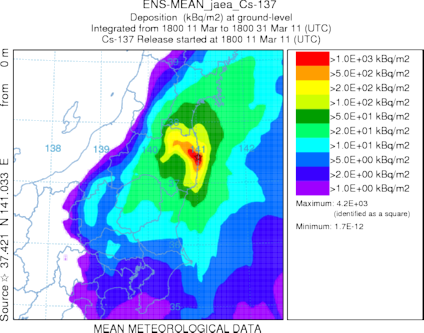 ENS-MEAN_jaea_Cs-137
Deposition (kBq/m2) at ground-level
Integrated from 1800 11 Mar to 1800 31 Mar 11 (UTC)
Cs-137 Release started at 1800 11 Mar 11 (UTC)
Source ☆ 37.421 N 141.033 E from 0 m
138
139
140
141
142
39
35
>1.0E+03 kBq/m2
>5.0E+02 kBq/m2
>2.0E+02 kBq/m2
>1.0E+02 kBq/m2
>5.0E+01 kBq/m2
>2.0E+01 kBq/m2
>1.0E+01 kBq/m2
>5.0E+00 kBq/m2
>2.0E+00 kBq/m2
>1.0E+00 kBq/m2
Maximum: 4.2E+03
(identified as a square)
Minimum: 1.7E-12
MEAN METEOROLOGICAL DATA